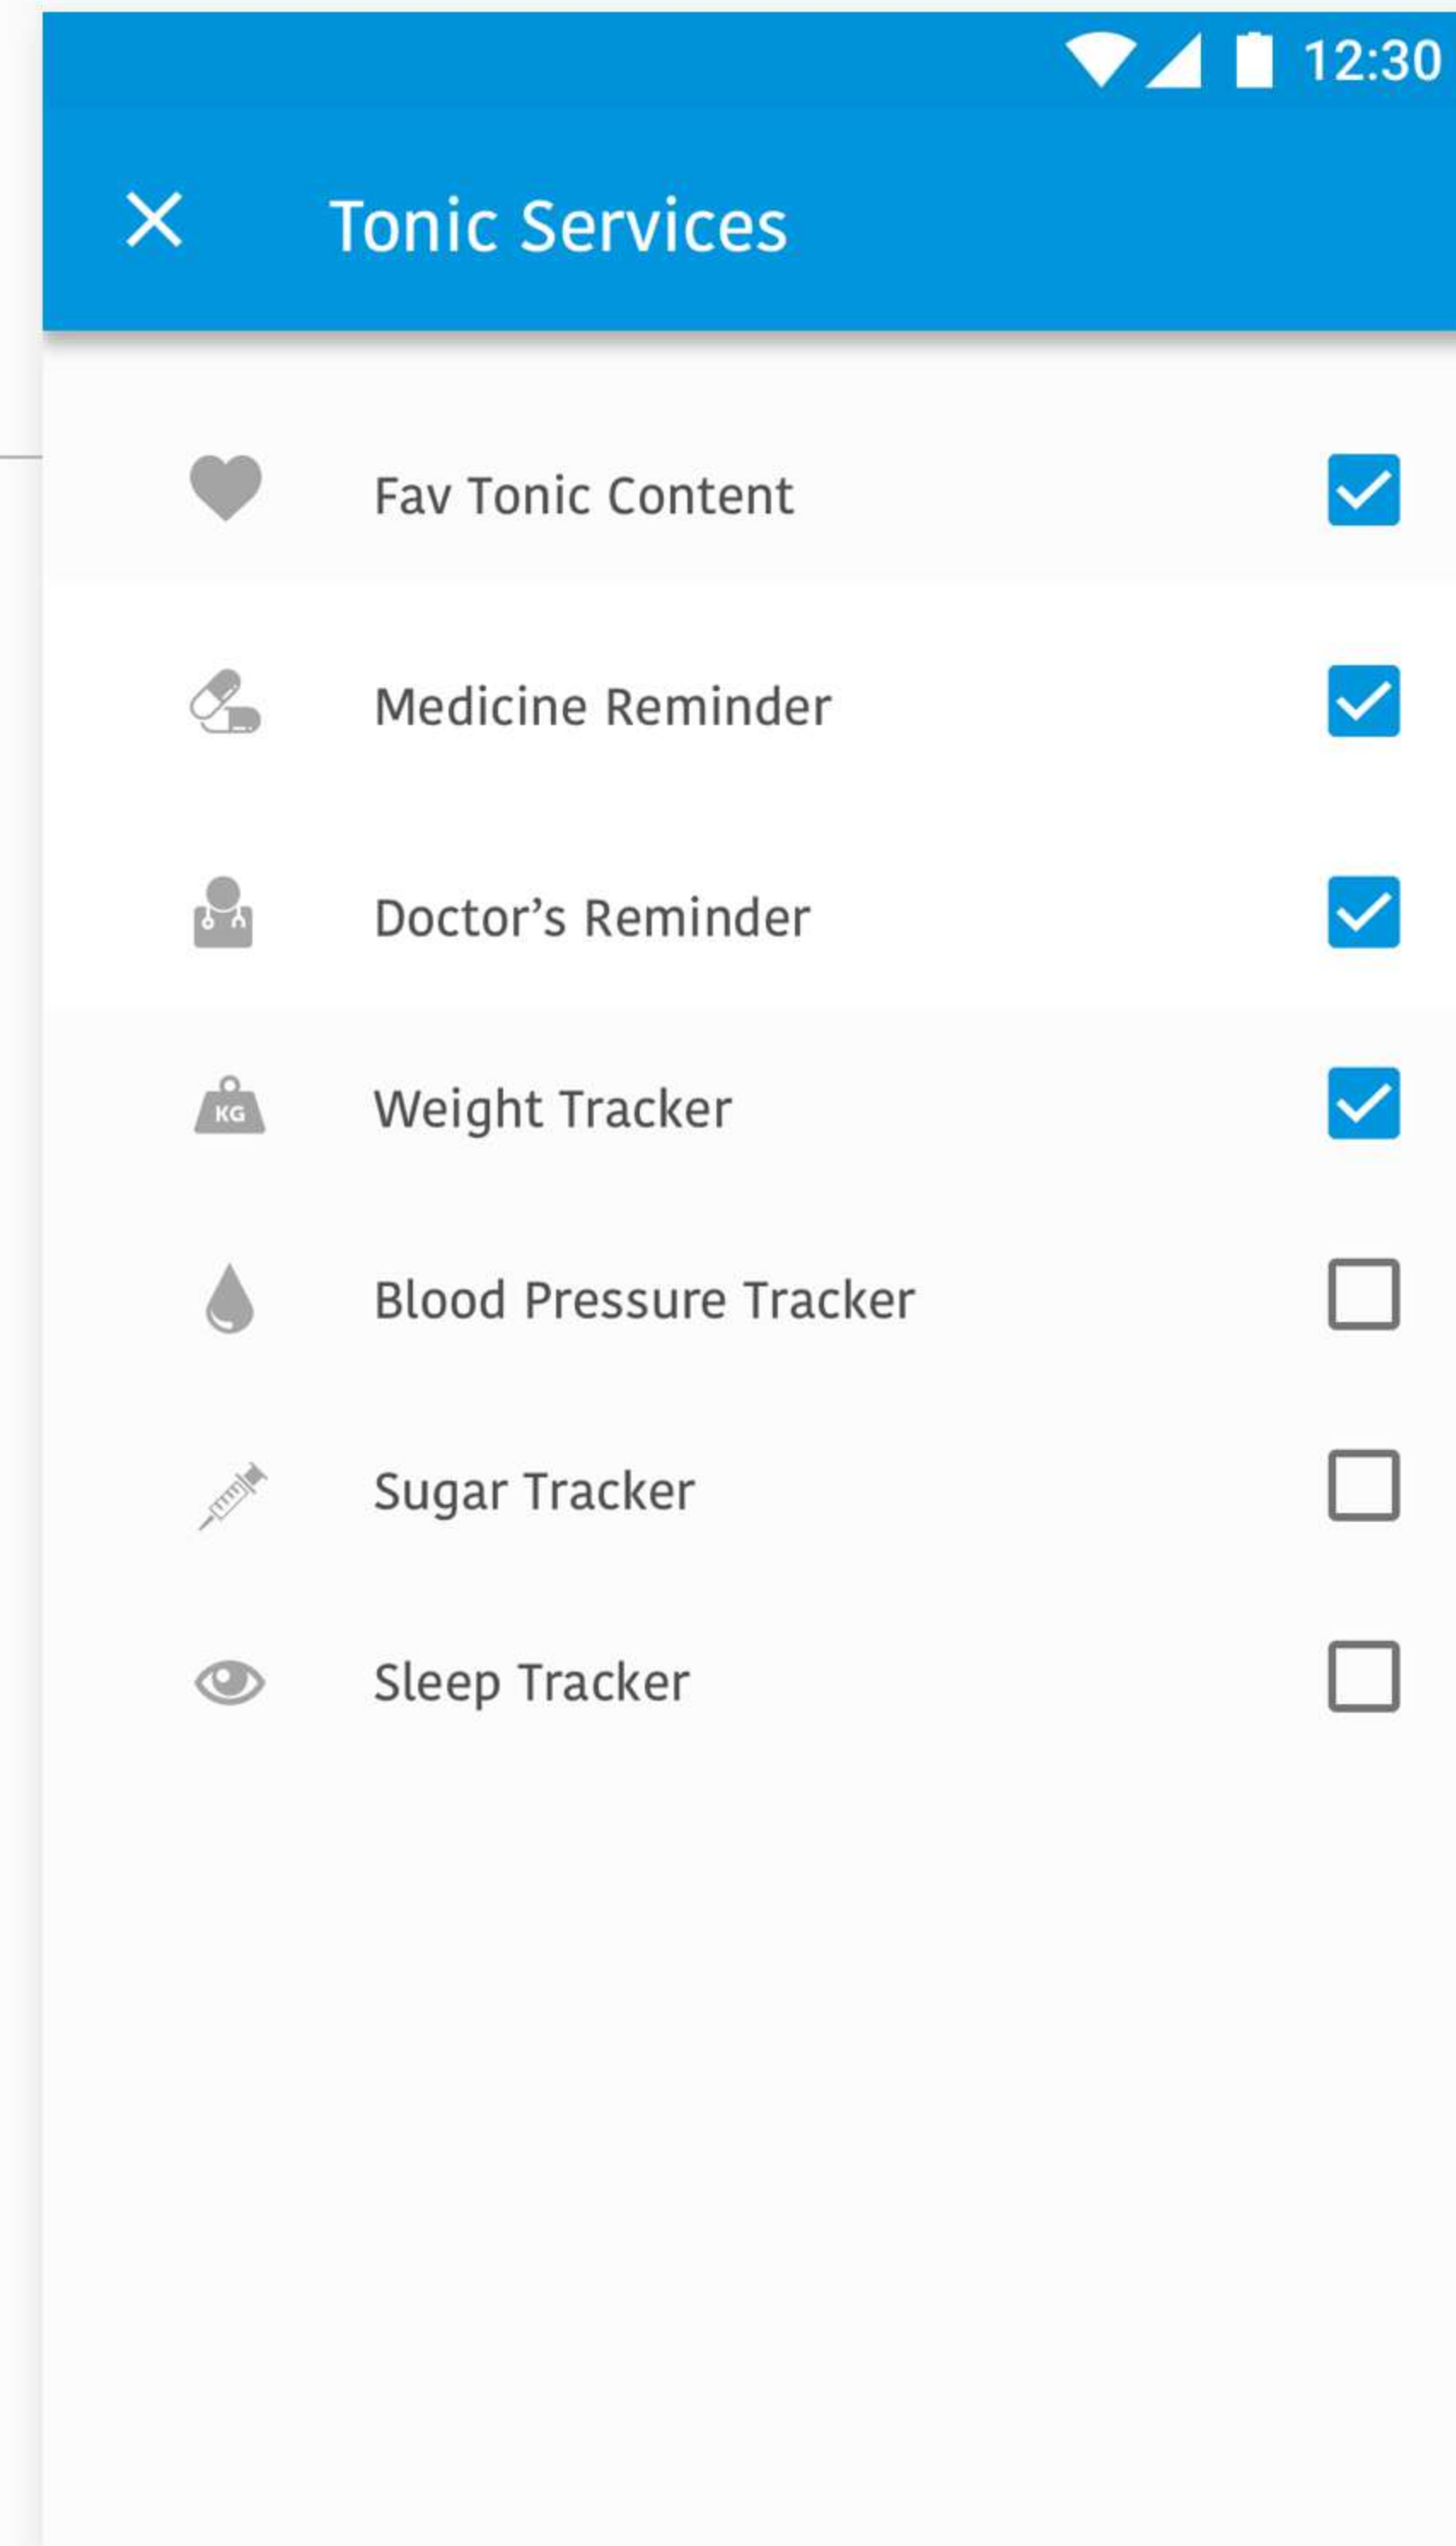 12:30
Tonic Services
Fav Tonic Content
Medicine Reminder
Doctor’s Reminder
KG
Weight Tracker
Blood Pressure Tracker
Sugar Tracker
Sleep Tracker